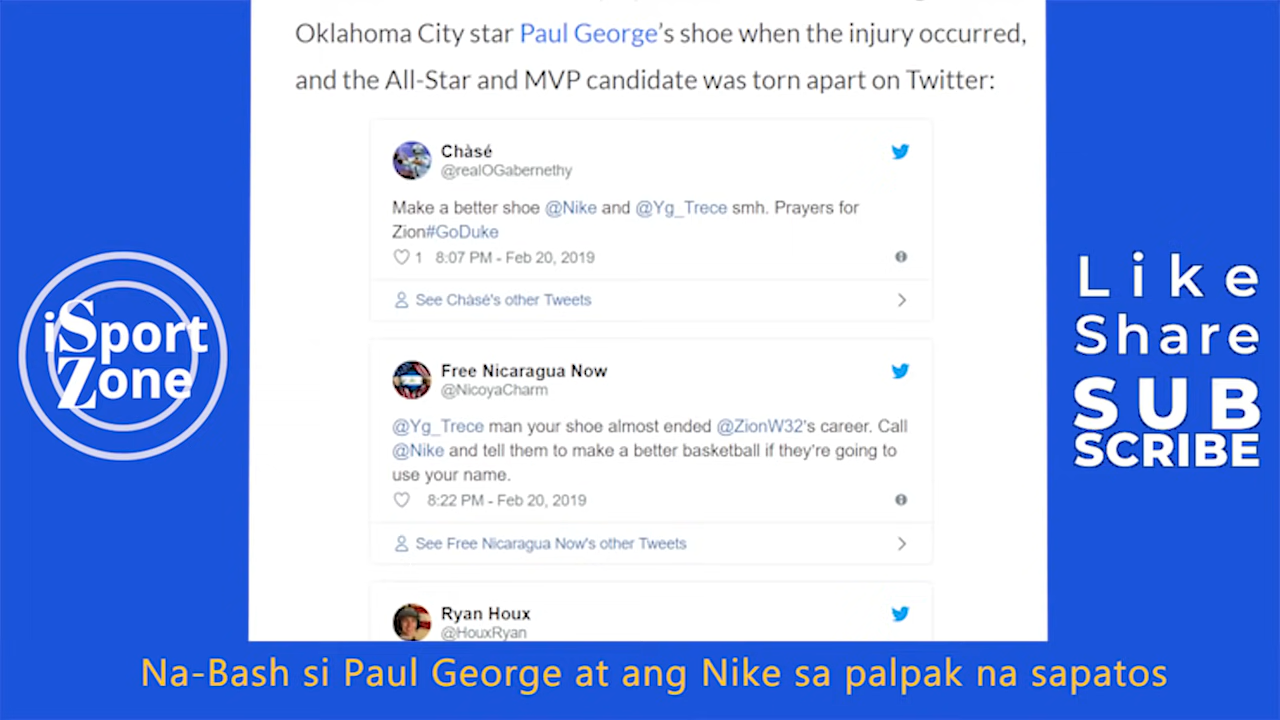 Oklahoma City star Paul George's shoe when the injury occurred,
and the All-Star and MVP candidate was torn apart on Twitter:
Chàsé
@realOGabernethy
Make a better shoe @Nike and @Yg_Trece smh. Prayers for
Zion#GoDuke
1 8:07 PM - Feb 20, 2019
See Chàsé's other Tweets
Free Nicaragua Now
@NicoyaCharm
@Yg_Trece man your shoe almost ended @ZionW32's career. Call
@Nike and tell them to make a better basketball if they're going to
use your name.
8:22 PM - Feb 20, 2019
See Free Nicaragua Now's other Tweets
Ryan Houx
@HouxRyan
iSport
Zone
Like
Share
SUB
SCRIBE
Na-Bash si Paul George at ang Nike sa palpak na sapatos